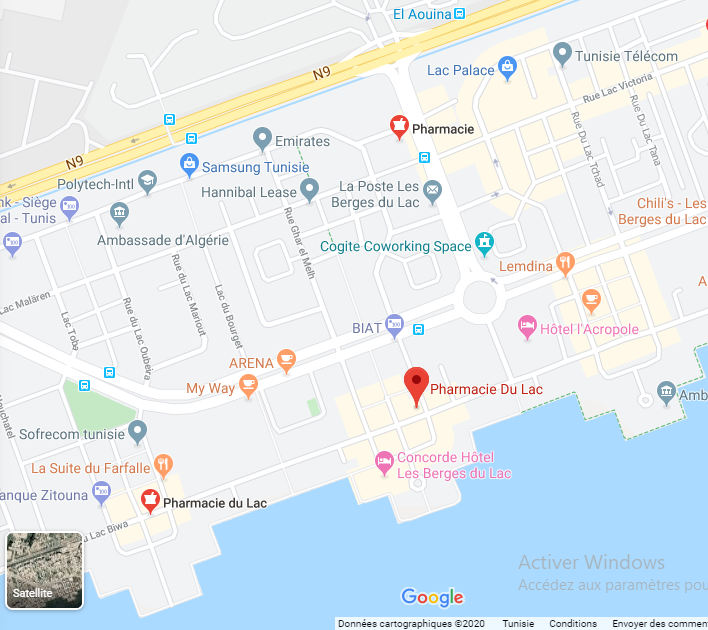 El Aouina
N9
Lac Palace
Tunisie Télécom
Rue Lac Victoria
Rue Du Lac Tchad
Rue Du Lac Tana
Pharmacie
Emirates
N9
Samsung Tunisie
Polytech-Intl
Hannibal Lease
La Poste Les
Berges du Lac
nk - Siège
al - Tunis
Chili's - Les
Berges du Lac
Ambassade d'Algérie
Rue Ghar el Melh
Cogite Coworking Space
Lemdina
Lac Malären
Rue du Lac Mariout
Rue du Lac Oubeira
Lac du Bourget
Lac Toba
BIAT
Hôtel l'Acropole
ARENA
My Way
Pharmacie Du Lac
Amb
Sofrecom tunisie
La Suite du Farfalle
Concorde Hôtel
Les Berges du Lac
anque Zitouna
Pharmacie du Lac
Lac Biwa
Activer Windows
Accédez aux paramètres pou
Satellite
Google
Données cartographiques ©2020 Tunisie Conditions Envoyer des commen